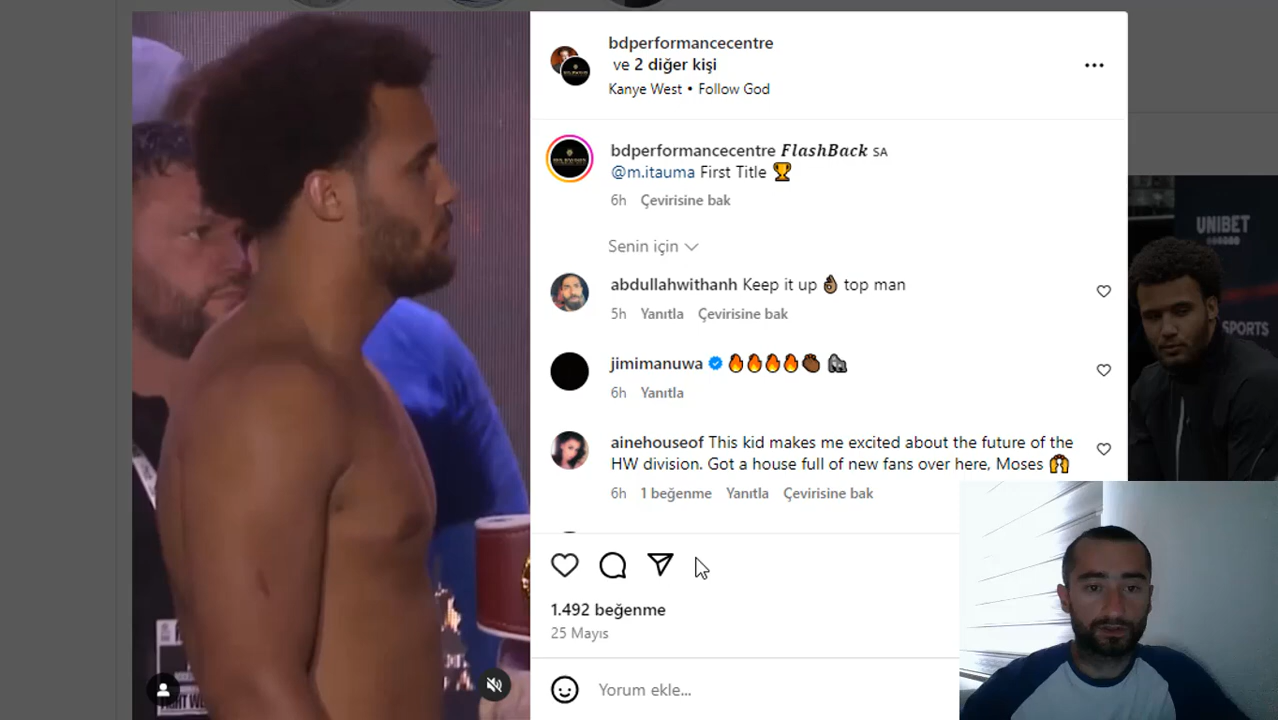 bdperformancecentre
ve 2 diğer kişi
Kanye West • Follow God
bdperformancecentre 𝑭𝒍𝒂𝒔𝒉𝑩𝒂𝒄𝒌 SA
@m.itauma First Title 🏆
6h Çevirisine bak
Senin için
abdullahwithanh Keep it up 👌🏾 top man
5h Yanıtla Çevirisine bak
jimimanuwa 🔥🔥🔥🔥✊🏾 🦍
6h Yanıtla
ainehouseof This kid makes me excited about the future of the
HW division. Got a house full of new fans over here, Moses 🙌🏾
6h 1 beğenme Yanıtla Çevirisine bak
1.492 beğenme
25 Mayıs
Yorum ekle...
UNIBET
SPORTS